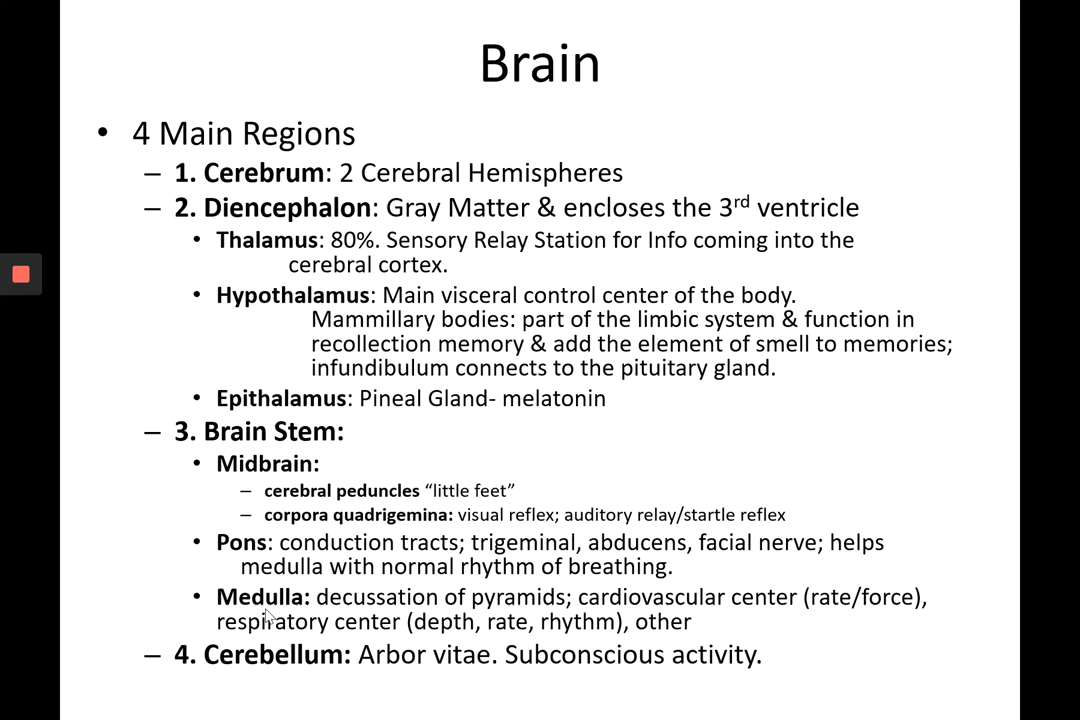 Brain
• 4 Main Regions
– 1. Cerebrum: 2 Cerebral Hemispheres
– 2. Diencephalon: Gray Matter & encloses the 3rd ventricle
• Thalamus: 80%. Sensory Relay Station for Info coming into the
cerebral cortex.
• Hypothalamus: Main visceral control center of the body.
Mammillary bodies: part of the limbic system & function in
recollection memory & add the element of smell to memories;
infundibulum connects to the pituitary gland.
• Epithalamus: Pineal Gland- melatonin
– 3. Brain Stem:
• Midbrain:
– cerebral peduncles “little feet”
– corpora quadrigemina: visual reflex; auditory relay/startle reflex
• Pons: conduction tracts; trigeminal, abducens, facial nerve; helps
medulla with normal rhythm of breathing.
• Medulla: decussation of pyramids; cardiovascular center (rate/force),
respiratory center (depth, rate, rhythm), other
– 4. Cerebellum: Arbor vitae. Subconscious activity.